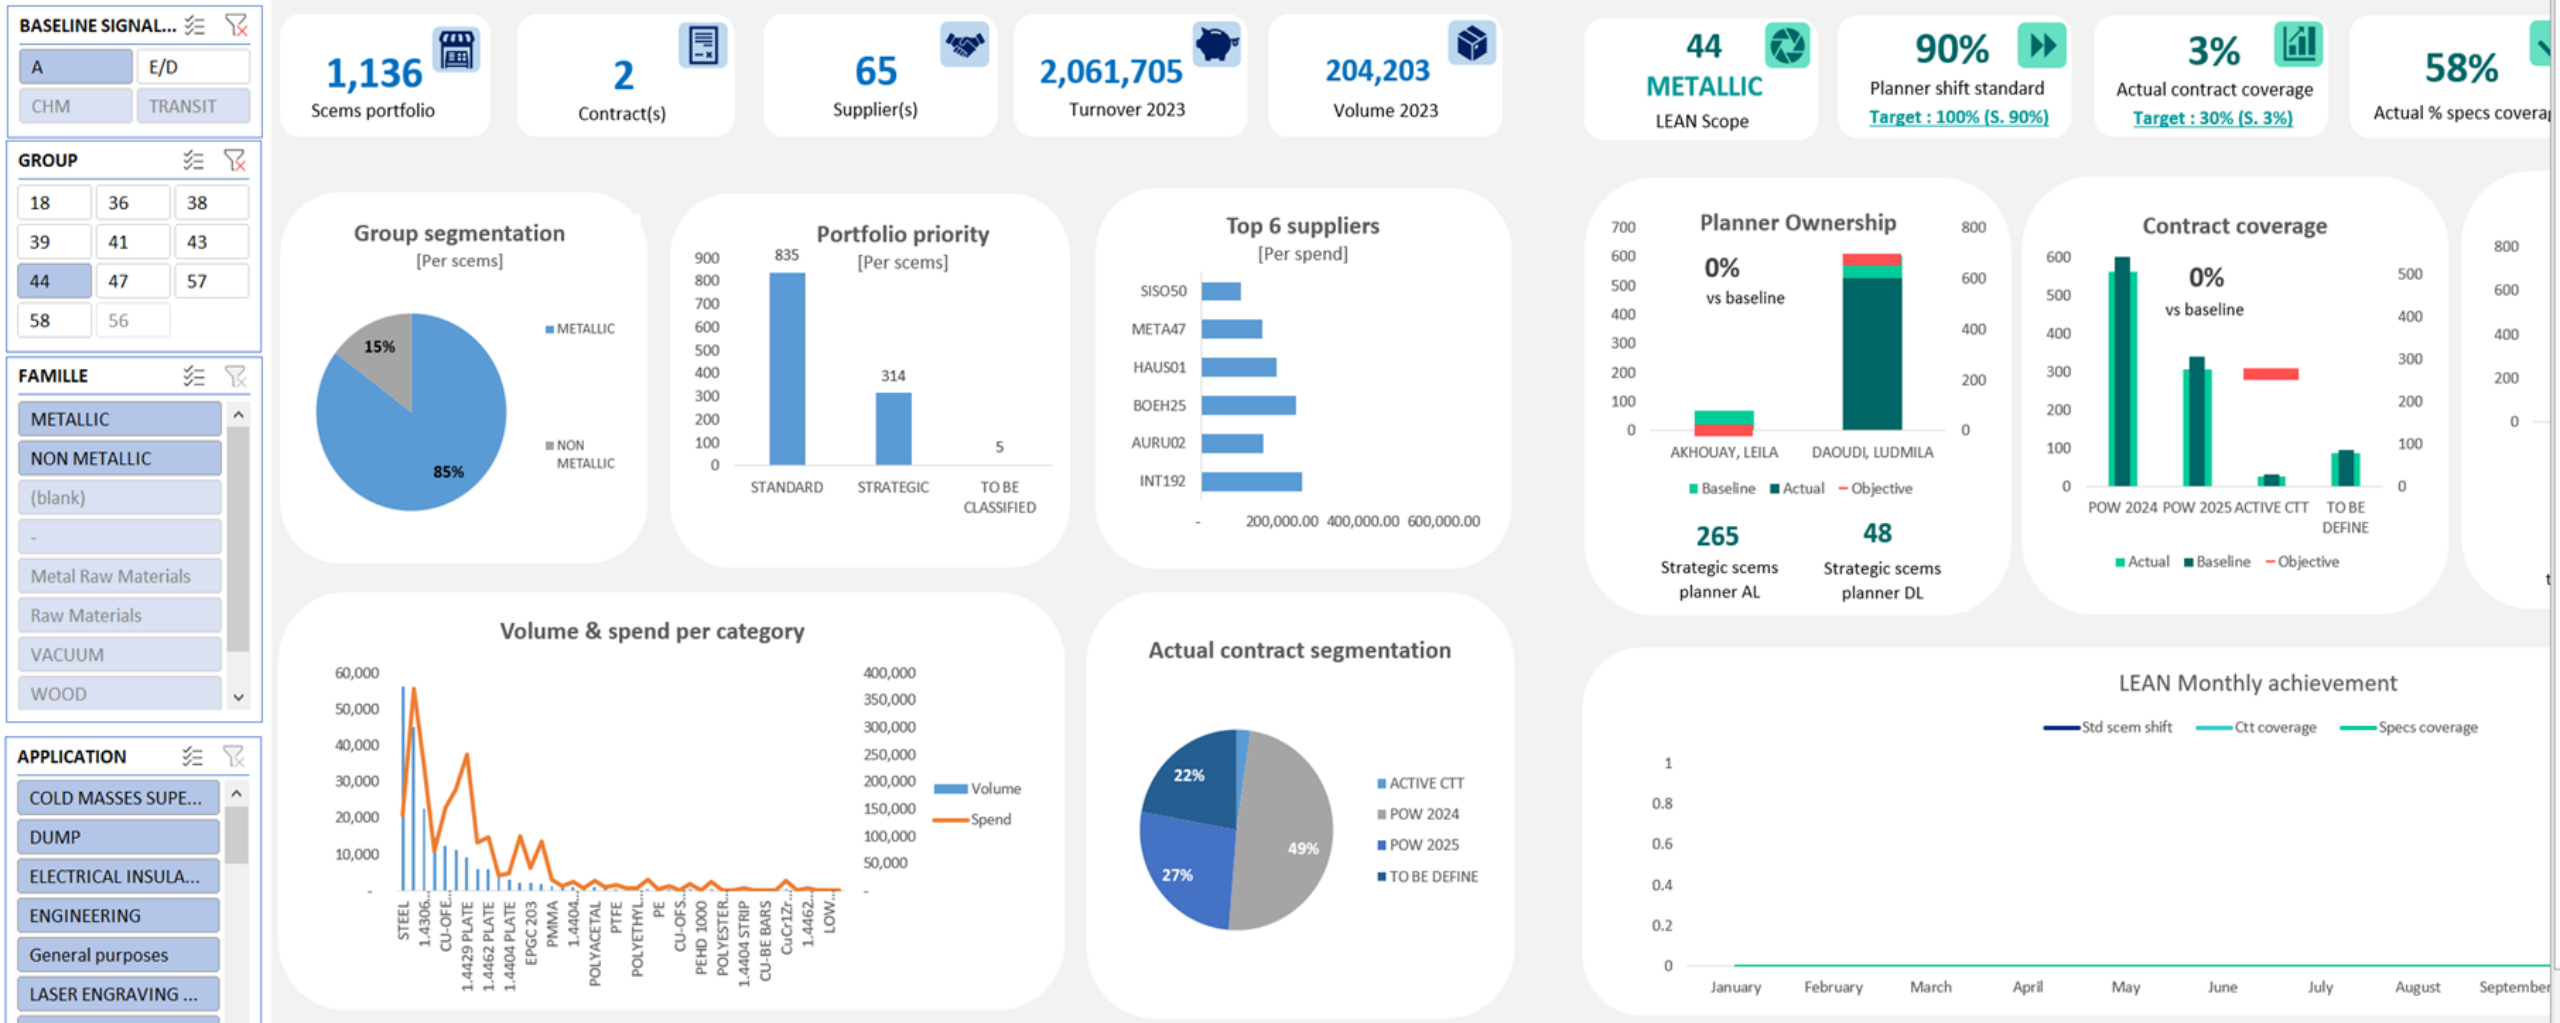 BASELINE SIGNAL...
A
E/D
CHM
TRANSIT
GROUP
18 36 38
39 41 43
44 47 57
58 56
FAMILLE
METALLIC
NON METALLIC
(blank)
-
Metal Raw Materials
Raw Materials
VACUUM
WOOD
APPLICATION
COLD MASSES SUPE...
DUMP
ELECTRICAL INSULA...
ENGINEERING
General purposes
LASER ENGRAVING ...
1,136
Scems portfolio
2
Contract(s)
65
Supplier(s)
2,061,705
Turnover 2023
204,203
Volume 2023
44
METALLIC
LEAN Scope
90%
Planner shift standard
Target : 100% (S. 90%)
3%
Actual contract coverage
Target : 30% (S. 3%)
58%
Actual % specs covera
Group segmentation
[Per scems]
15%
85%
METALLIC
NON
METALLIC
Portfolio priority
[Per scems]
900
800
700
600
500
400
300
200
100
0
835
314
5
STANDARD
STRATEGIC
TO BE
CLASSIFIED
Top 6 suppliers
[Per spend]
SISO50
META47
HAUS01
BOEH25
AURU02
INT192
- 200,000.00 400,000.00 600,000.00
Planner Ownership
0%
vs baseline
700
600
500
400
300
200
100
0
800
600
400
200
0
AKHOUAY, LEILA
DAOUDI, LUDMILA
Baseline Actual Objective
265
Strategic scems
planner AL
48
Strategic scems
planner DL
Contract coverage
0%
vs baseline
600
500
400
300
200
100
0
500
400
300
200
100
0
POW 2024 POW 2025 ACTIVE CTT TO BE
DEFINE
Actual Baseline Objective
800
600
400
200
0
t
Volume & spend per category
60,000
50,000
40,000
30,000
20,000
10,000
-
400,000
350,000
300,000
250,000
200,000
150,000
100,000
50,000
-
Volume
Spend
STEEL
1.4306...
CU-OFE...
1.4429 PLATE
1.4462 PLATE
1.4404 PLATE
EPGC 203
PMMA
1.4404...
POLYACETAL
PTFE
POLYETHYL...
PE
CU-OFS...
PEHD 1000
POLYESTER...
1.4404 STRIP
CU-BE BARS
CuCr1Zr...
1.4462...
LOW...
Actual contract segmentation
22%
49%
27%
ACTIVE CTT
POW 2024
POW 2025
TO BE DEFINE
LEAN Monthly achievement
Std scem shift Ctt coverage Specs coverage
1
0.8
0.6
0.4
0.2
0
January February March April May June July August September